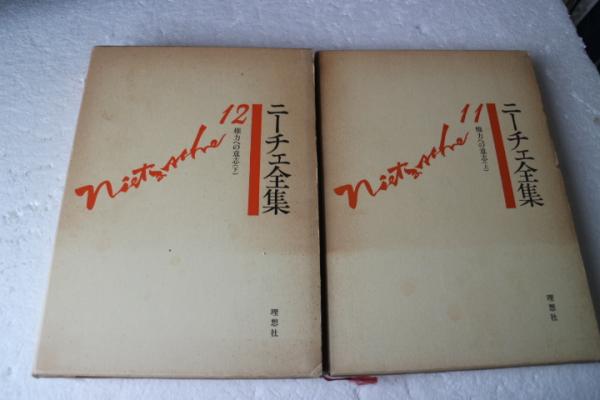 ニーチェ全集
12
権力への意志(下)
Nietzsche
理想社
ニーチェ全集
11
権力への意志(上)
Nietzsche
理想社